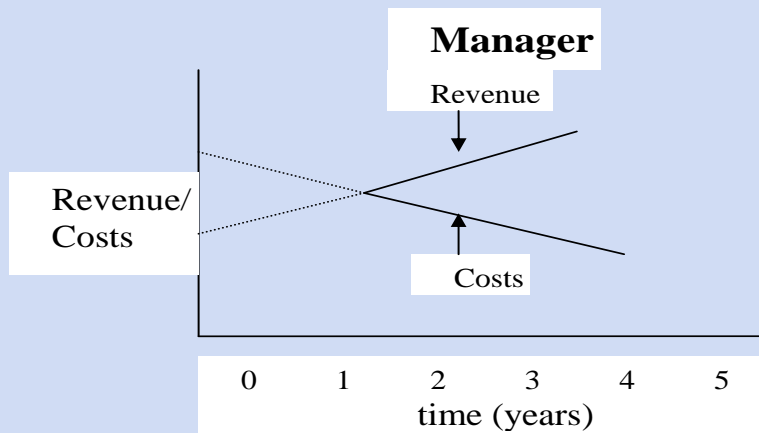 Manager
Revenue
Revenue/
Costs
Costs
0 1 2 3 4 5
time (years)